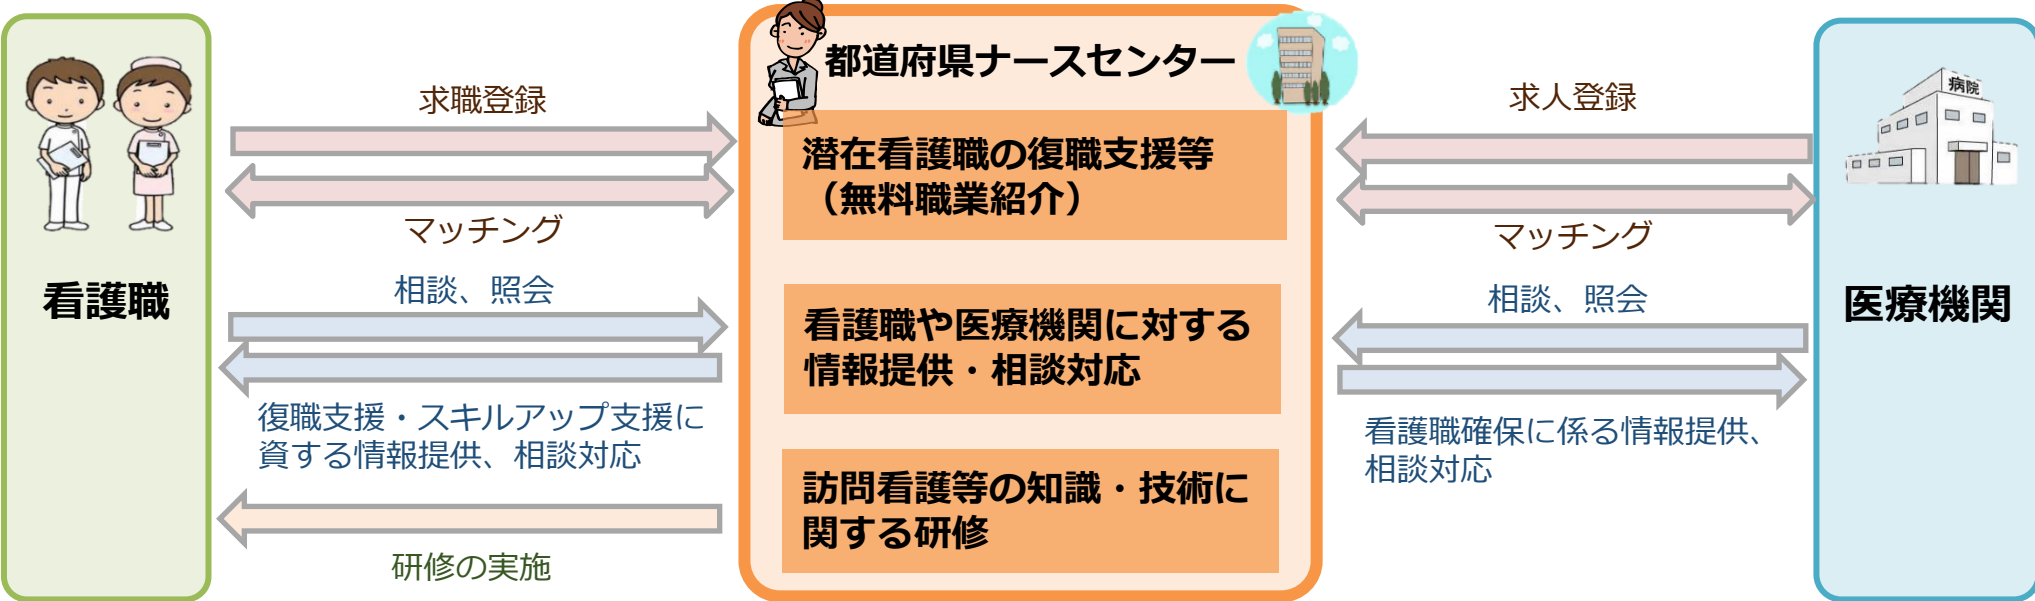 都道府県ナースセンター
看護職
求職登録
マッチング
相談、照会
復職支援・スキルアップ支援に
資する情報提供、相談対応
研修の実施
潜在看護職の復職支援等
（無料職業紹介）
看護職や医療機関に対する
情報提供・相談対応
訪問看護等の知識・技術に
関する研修
求人登録
マッチング
相談、照会
看護職確保に係る情報提供、
相談対応
病院
医療機関